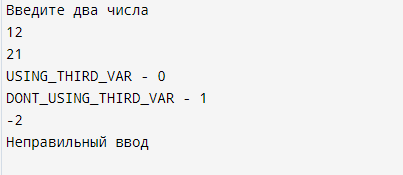 Введите два числа
12
21
USING_THIRD_VAR - 0
DONT_USING_THIRD_VAR - 1
-2
Неправильный ввод